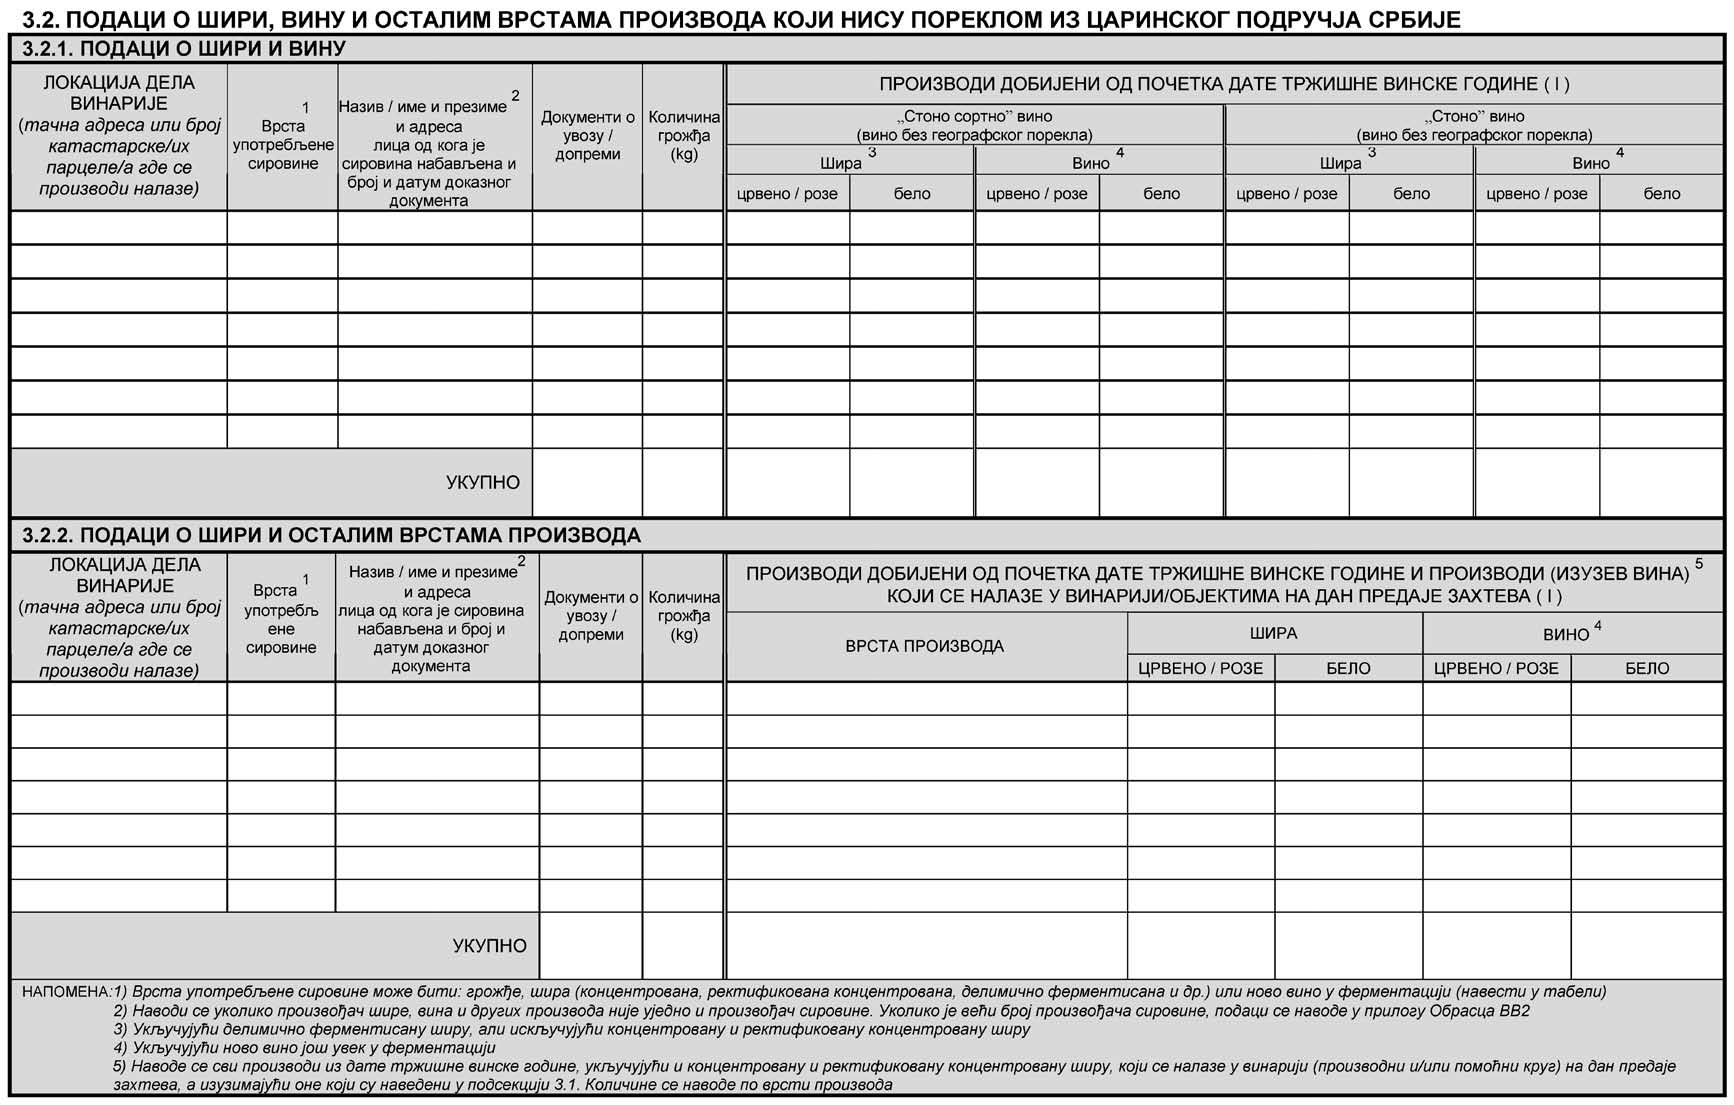 3.2. ПОДАЦИ О ШИРИ, ВИНУ И ОСТАЛИМ ВРСТАМА ПРОИЗВОДА КОЈИ НИСУ ПОРЕКЛОМ ИЗ ЦАРИНСКОГ ПОДРУЧЈА СРБИЈЕ
3.2.1. ПОДАЦИ О ШИРИ И ВИНУ
ЛОКАЦИЈА ДЕЛА
ВИНАРИЈЕ
(тачна адреса или број
катастарске/их
парцеле/а где се
производи налазе)
1
Врста
употребљене
сировине
Назив / име и презиме 2
и адреса
лица од кога је
сировина набављена и
број и датум доказног
документа
Документи о
увозу /
допреми
Количина
грожђа
(kg)
ПРОИЗВОДИ ДОБИЈЕНИ ОД ПОЧЕТКА ДАТЕ ТРЖИШНЕ ВИНСКЕ ГОДИНЕ ( l )
„Стоно сортно” вино
(вино без географског порекла)
„Стоно” вино
(вино без географског порекла)
Шира 3
Вино 4
Шира 3
Вино 4
црвено / розе
бело
црвено / розе
бело
црвено / розе
бело
црвено / розе
бело
УКУПНО
3.2.2. ПОДАЦИ О ШИРИ И ОСТАЛИМ ВРСТАМА ПРОИЗВОДА
ЛОКАЦИЈА ДЕЛА
ВИНАРИЈЕ
(тачна адреса или број
катастарске/их
парцеле/а где се
производи налазе)
Врста 1
употребљ
ене
сировине
Назив / име и презиме 2
и адреса
лица од кога је сировина
набављена и број и
датум доказног
документа
Документи о
увозу /
допреми
Количина
грожђа
(kg)
ПРОИЗВОДИ ДОБИЈЕНИ ОД ПОЧЕТКА ДАТЕ ТРЖИШНЕ ВИНСКЕ ГОДИНЕ И ПРОИЗВОДИ (ИЗУЗЕВ ВИНА) 5
КОЈИ СЕ НАЛАЗЕ У ВИНАРИЈИ/ОБЈЕКТИМА НА ДАН ПРЕДАЈЕ ЗАХТЕВА ( l )
ВРСТА ПРОИЗВОДА
ШИРА
ВИНО 4
ЦРВЕНО / РОЗЕ
БЕЛО
ЦРВЕНО / РОЗЕ
БЕЛО
УКУПНО
НАПОМЕНА:1) Врста употребљене сировине може бити: грожђе, шира (концентрована, ректификована концентрована, делимично ферментисана и др.) или ново вино у ферментацији (навести у табели)
2) Наводи се уколико произвођач шире, вина и других производа није уједно и произвођач сировине. Уколико је већи број произвођача сировине, подаци се наводе у прилогу Обрасца ВВ2
3) Укључујући делимично ферментисану ширу, али искључујући концентровану и ректификовану концентровану ширу
4) Укључујући ново вино још увек у ферментацији
5) Наводе се сви производи из дате тржишне винске године, укључујући и концентровану и ректификовану концентровану ширу, који се налазе у винарији (производни и/или помоћни круг) на дан предаје
захтева, а изузимајући оне који су наведени у подсекцији 3.1. Количине се наводе по врсти производа